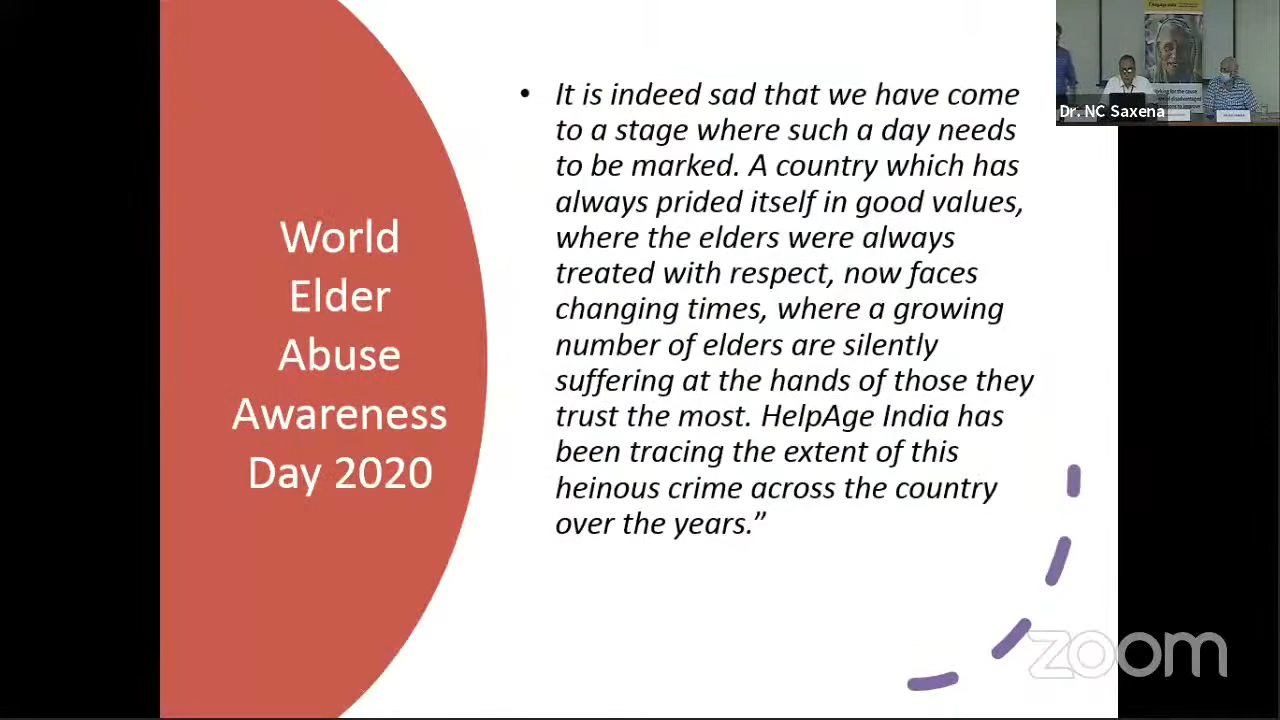 World
Elder
Abuse
Awareness
Day 2020
• It is indeed sad that we have come
to a stage where such a day needs
to be marked. A country which has
always prided itself in good values,
where the elders were always
treated with respect, now faces
changing times, where a growing
number of elders are silently
suffering at the hands of those they
trust the most. HelpAge India has
been tracing the extent of this
heinous crime across the country
over the years.”
Dr. NC Saxena
zoom